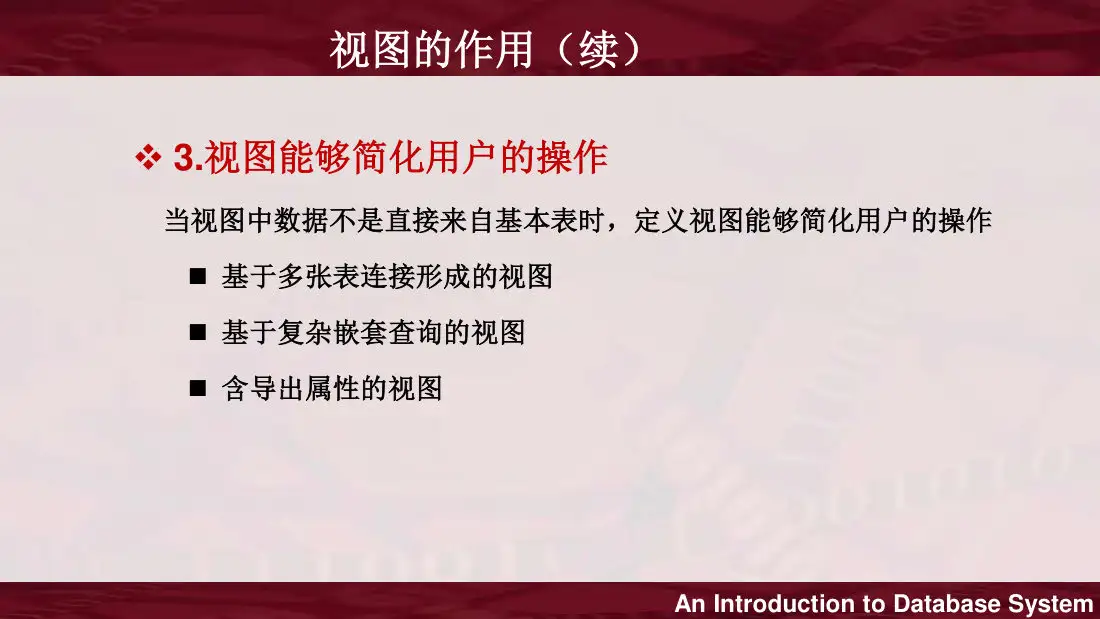 视图的作用（续）
❖ 3.视图能够简化用户的操作
当视图中数据不是直接来自基本表时，定义视图能够简化用户的操作
■ 基于多张表连接形成的视图
■ 基于复杂嵌套查询的视图
■ 含导出属性的视图
An Introduction to Database System